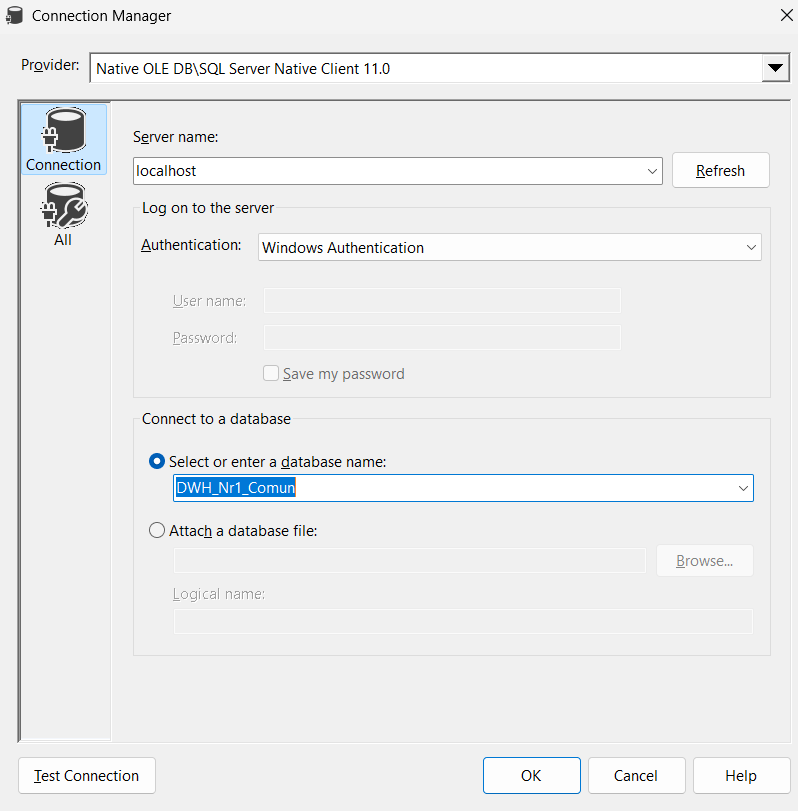 Connection Manager
Provider: Native OLE DB\SQL Server Native Client 11.0
Connection
All
Server name:
localhost Refresh
Log on to the server
Authentication: Windows Authentication
User name:
Password:
Save my password
Connect to a database
Select or enter a database name:
DWH_Nr1_Comun
Attach a database file:
Browse...
Logical name:
Test Connection OK Cancel Help